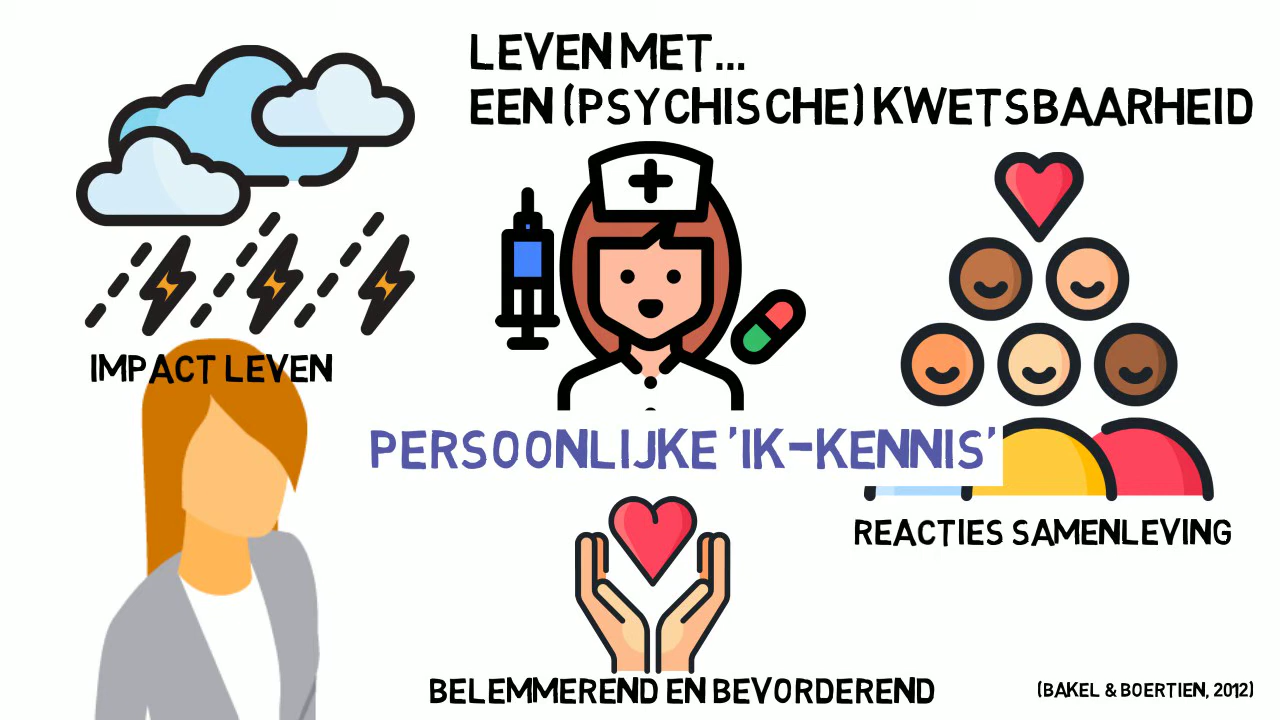 LEVEN MET...
EEN (PSYCHISCHE) KWETSBAARHEID
IMPACT LEVEN
PERSOONLIJKE 'IK-KENNIS'
REACTIES SAMENLEVING
BELEMMEREND EN BEVORDEREND
(BAKEL & BOERTIEN, 2012)